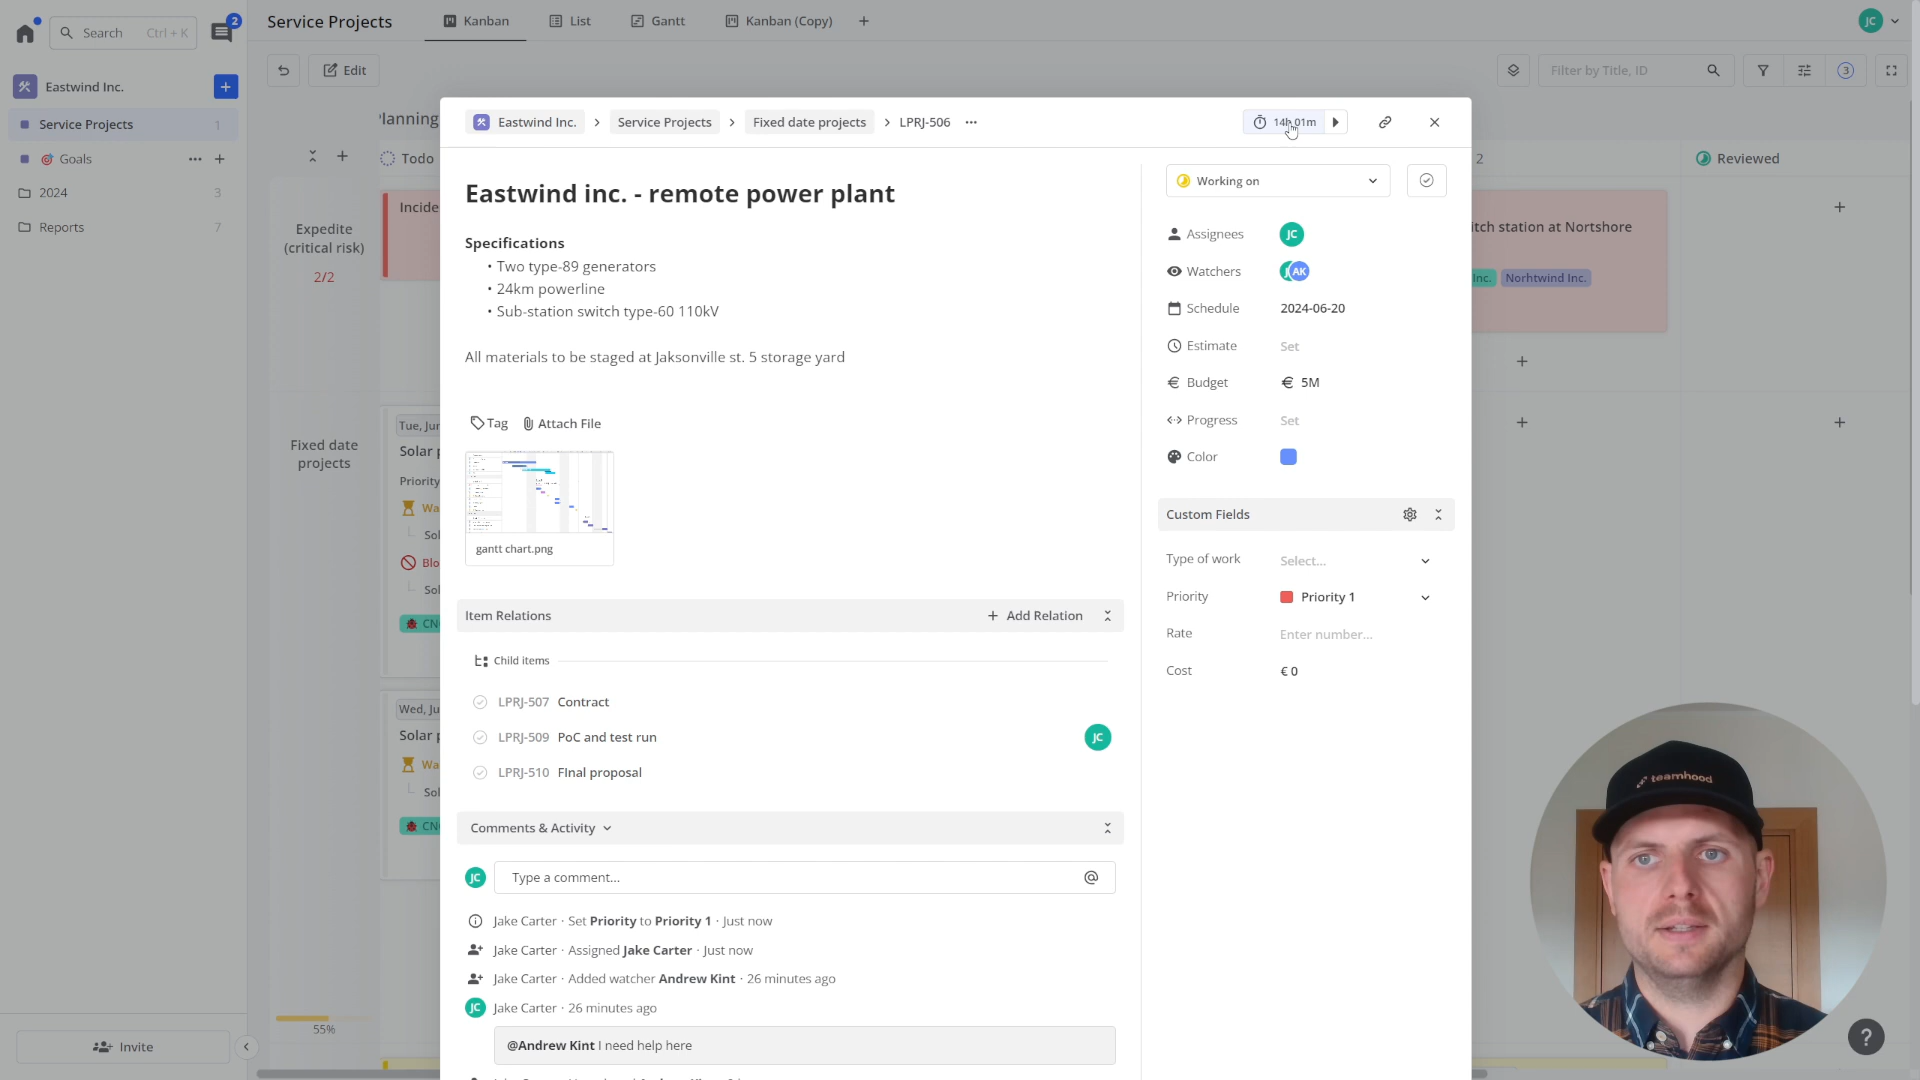 2
Search Ctrl + K
Service Projects
Kanban
List
Gantt
Kanban (Copy)
JC
Eastwind Inc.
Edit
Filter by Title, ID
3
Service Projects 1
Goals
2024 3
Reports 7
Invite
Todo
Expedite
(critical risk)
2/2
Fixed date
projects
55%
2
Reviewed
Norhtwind Inc.
Eastwind Inc. > Service Projects > Fixed date projects > LPRJ-506
14h 01m
Eastwind inc. - remote power plant
Specifications
• Two type-89 generators
• 24km powerline
• Sub-station switch type-60 110kV
All materials to be staged at Jaksonville st. 5 storage yard
Tag
Attach File
gantt chart.png
Item Relations
+ Add Relation
Child items
LPRJ-507 Contract
LPRJ-509 PoC and test run
JC
LPRJ-510 FInal proposal
Comments & Activity
JC
Type a comment...
@
Jake Carter · Set Priority to Priority 1 · Just now
Jake Carter · Assigned Jake Carter · Just now
Jake Carter · Added watcher Andrew Kint · 26 minutes ago
JC
Jake Carter · 26 minutes ago
@Andrew Kint I need help here
Working on
Assignees JC
Watchers AK
Schedule 2024-06-20
Estimate Set
Budget € 5M
Progress Set
Color
Custom Fields
Type of work Select...
Priority Priority 1
Rate Enter number...
Cost € 0
teamhood
?